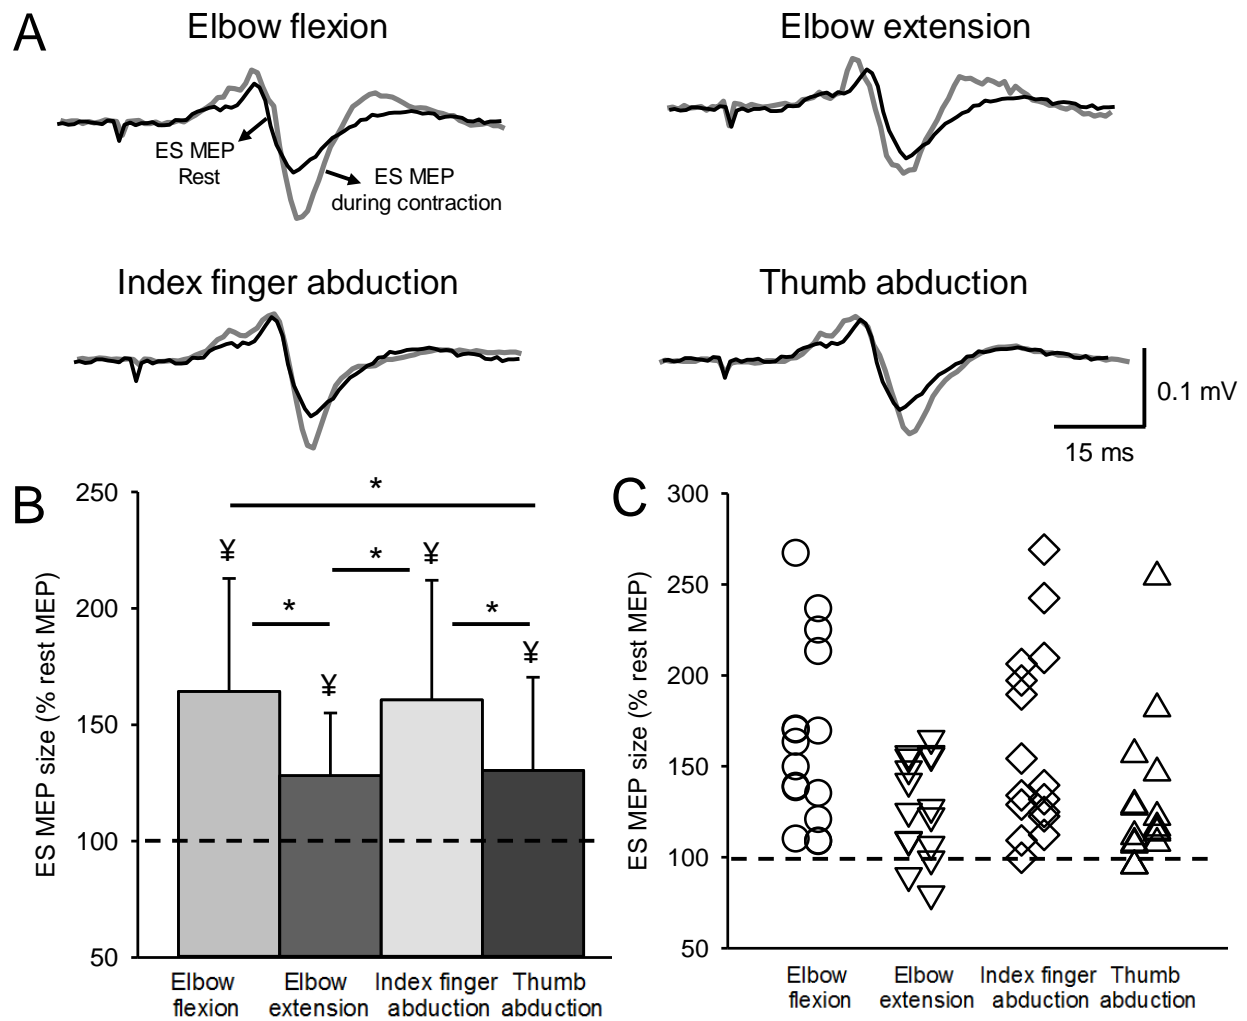 A
Elbow flexion
Elbow extension
ES MEP
Rest
ES MEP
during contraction
Index finger abduction
Thumb abduction
0.1 mV
15 ms
B
ES MEP size (% rest MEP)
250
200
150
100
50
*
¥
*
¥
*
¥
*
¥
Elbow
flexion
Elbow
extension
Index finger
abduction
Thumb
abduction
C
ES MEP size (% rest MEP)
300
250
200
150
100
50
Elbow
flexion
Elbow
extension
Index finger
abduction
Thumb
abduction